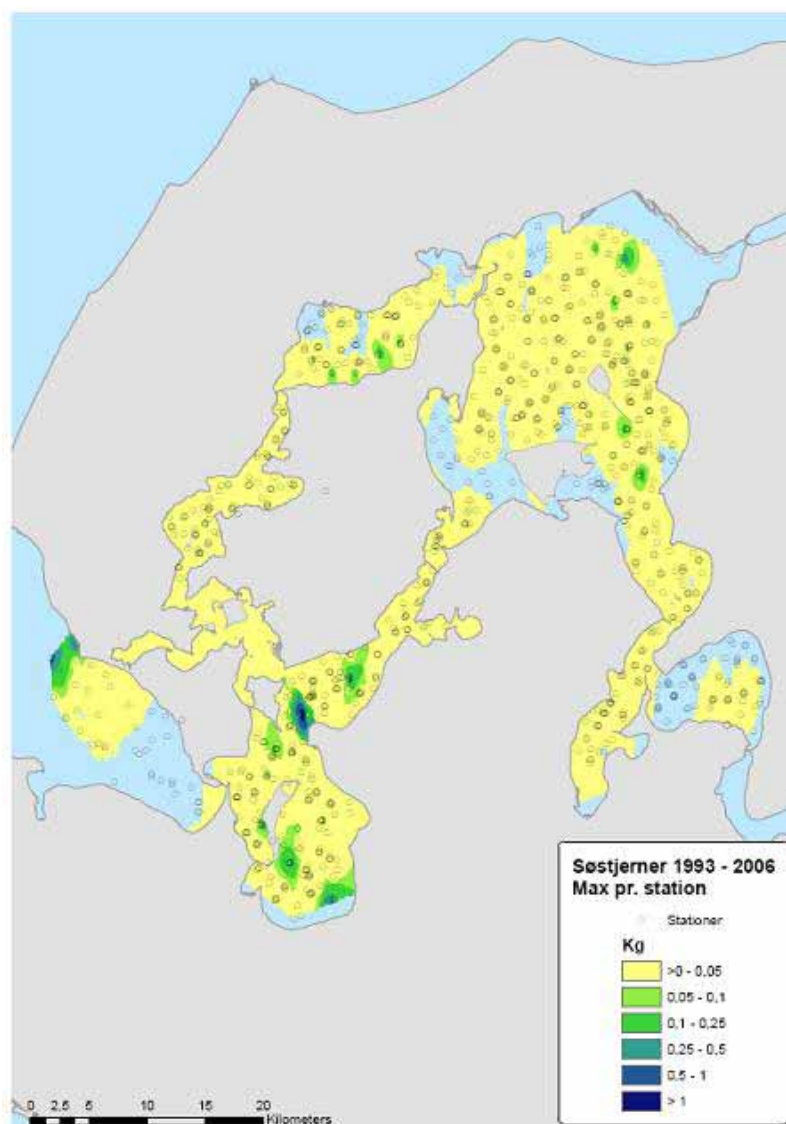 Søstjerner 1993 - 2006
Max pr. station
Stationer
Kg
>0 - 0,05
0,05 - 0,1
0,1 - 0,25
0,25 - 0,5
0,5 - 1
> 1
0 2,5 5 10 15 20
Kilometers